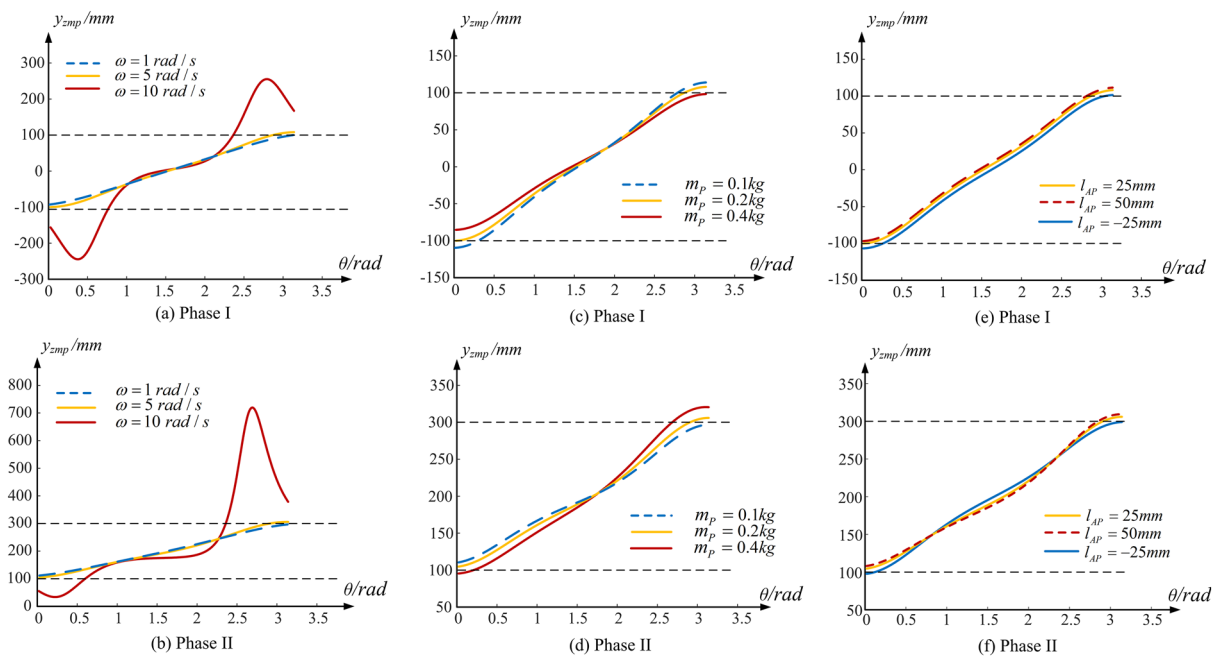 y_zmp /mm
300
200
100
0
-100
-200
-300
0 0.5 1 1.5 2 2.5 3 3.5
θ/rad
ω = 1 rad / s
ω = 5 rad / s
ω = 10 rad / s
(a) Phase I
y_zmp /mm
150
100
50
0
-50
-100
-150
0 0.5 1 1.5 2 2.5 3 3.5
θ/rad
m_P = 0.1kg
m_P = 0.2kg
m_P = 0.4kg
(c) Phase I
y_zmp /mm
150
100
50
0
-50
-100
-150
0 0.5 1 1.5 2 2.5 3 3.5
θ/rad
l_AP = 25mm
l_AP = 50mm
l_AP = −25mm
(e) Phase I
y_zmp /mm
800
700
600
500
400
300
200
100
0
0 0.5 1 1.5 2 2.5 3 3.5
θ/rad
ω = 1 rad / s
ω = 5 rad / s
ω = 10 rad / s
(b) Phase II
y_zmp /mm
350
300
250
200
150
100
50
0 0.5 1 1.5 2 2.5 3 3.5
θ/rad
m_P = 0.1kg
m_P = 0.2kg
m_P = 0.4kg
(d) Phase II
y_zmp /mm
350
300
250
200
150
100
50
0 0.5 1 1.5 2 2.5 3 3.5
θ/rad
l_AP = 25mm
l_AP = 50mm
l_AP = −25mm
(f) Phase II